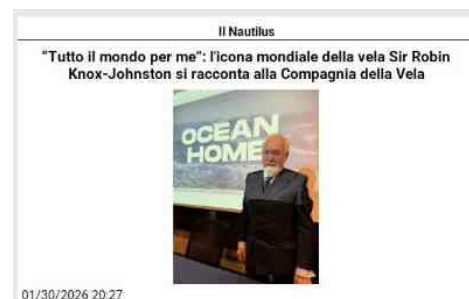 Il Nautilus
"Tutto il mondo per me": l'icona mondiale della vela Sir Robin
Knox-Johnston si racconta alla Compagnia della Vela
OCEAN
HOME
01/30/2026 20:27